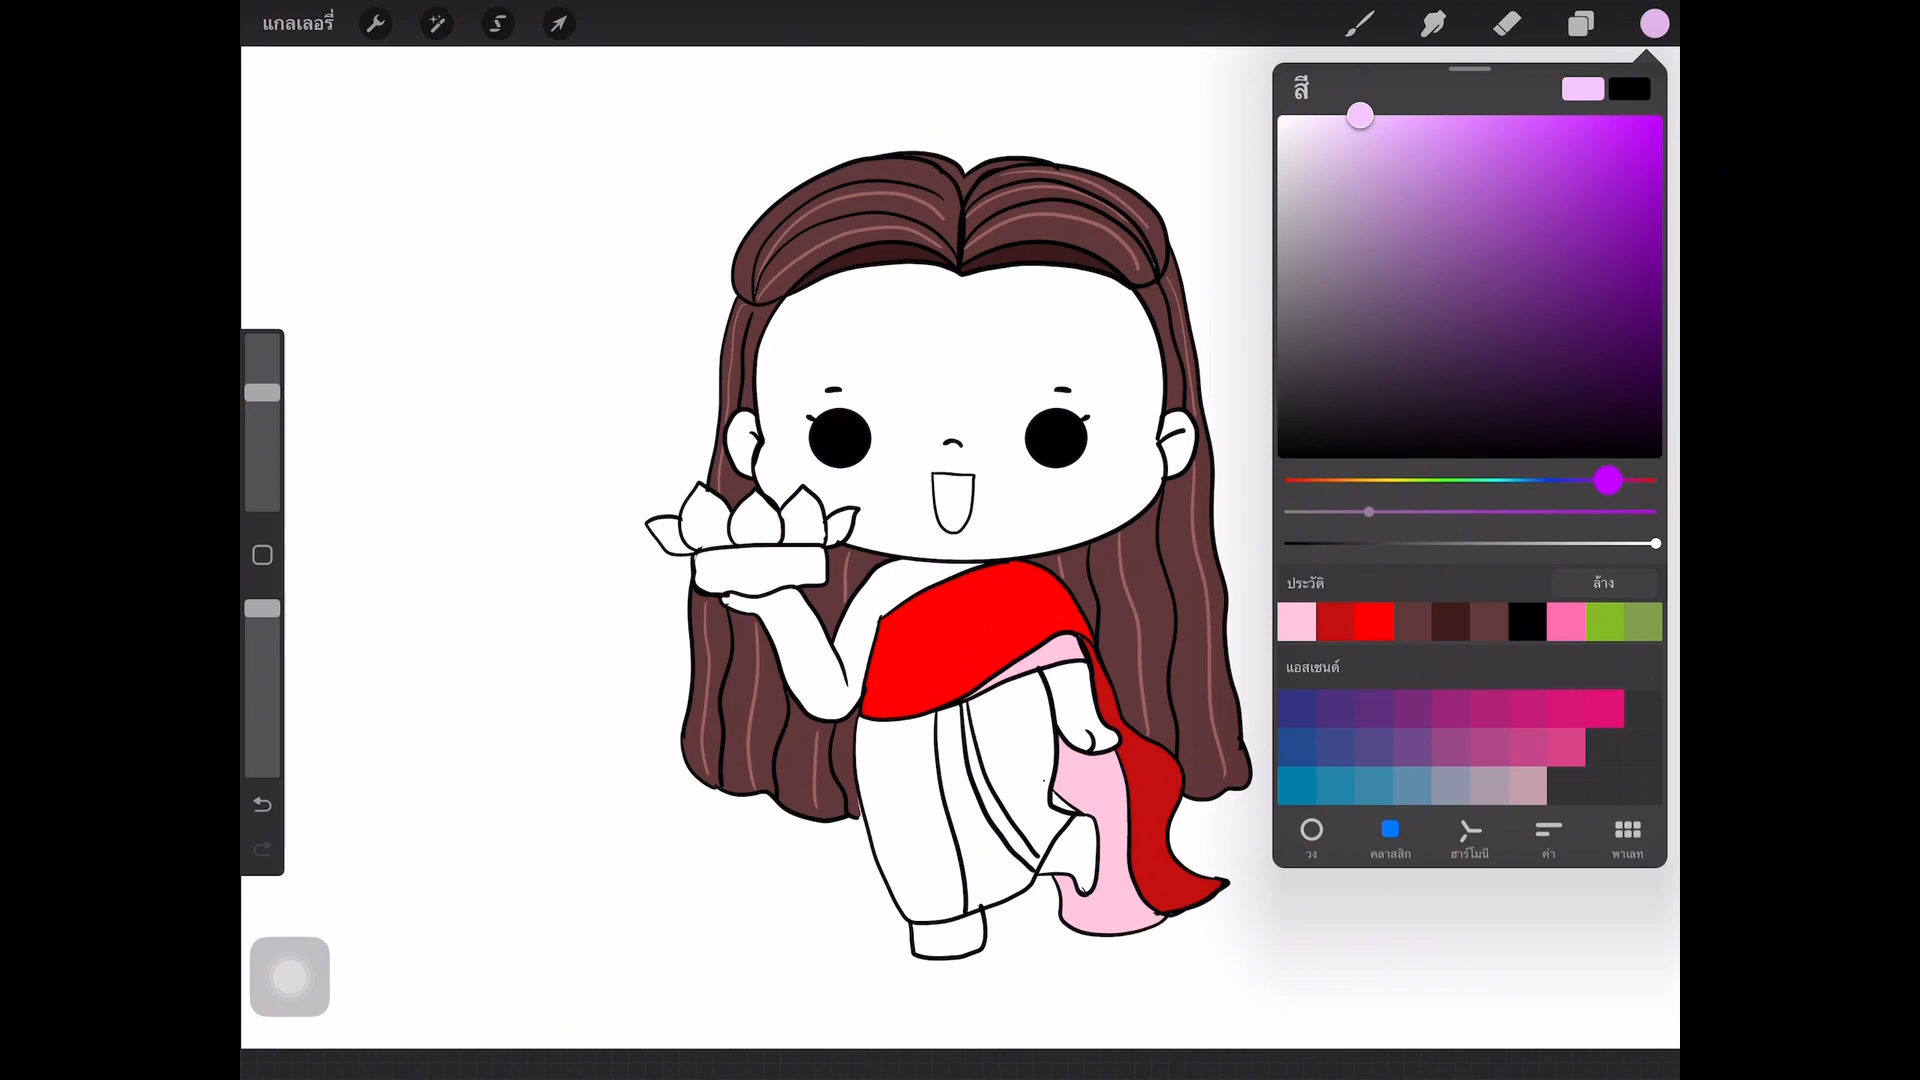 แกลเลอรี่
สี
ประวัติ
ล้าง
แอสเซนด์
วง
คลาสสิก
ฮาร์โมนี
ค่า
พาเลท